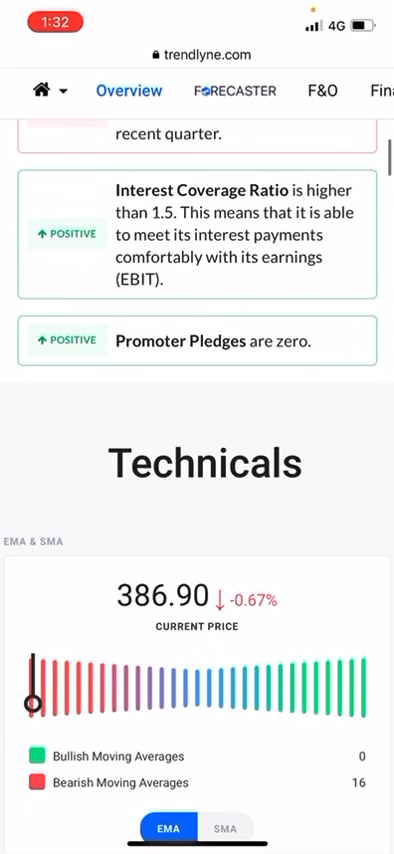 1:32
4G
trendlyne.com
Overview FORECASTER F&O Fin
recent quarter.
Interest Coverage Ratio is higher
than 1.5. This means that it is able
POSITIVE to meet its interest payments
comfortably with its earnings
(EBIT).
POSITIVE Promoter Pledges are zero.
Technicals
EMA & SMA
386.90 ↓ -0.67%
CURRENT PRICE
Bullish Moving Averages 0
Bearish Moving Averages 16
EMA SMA